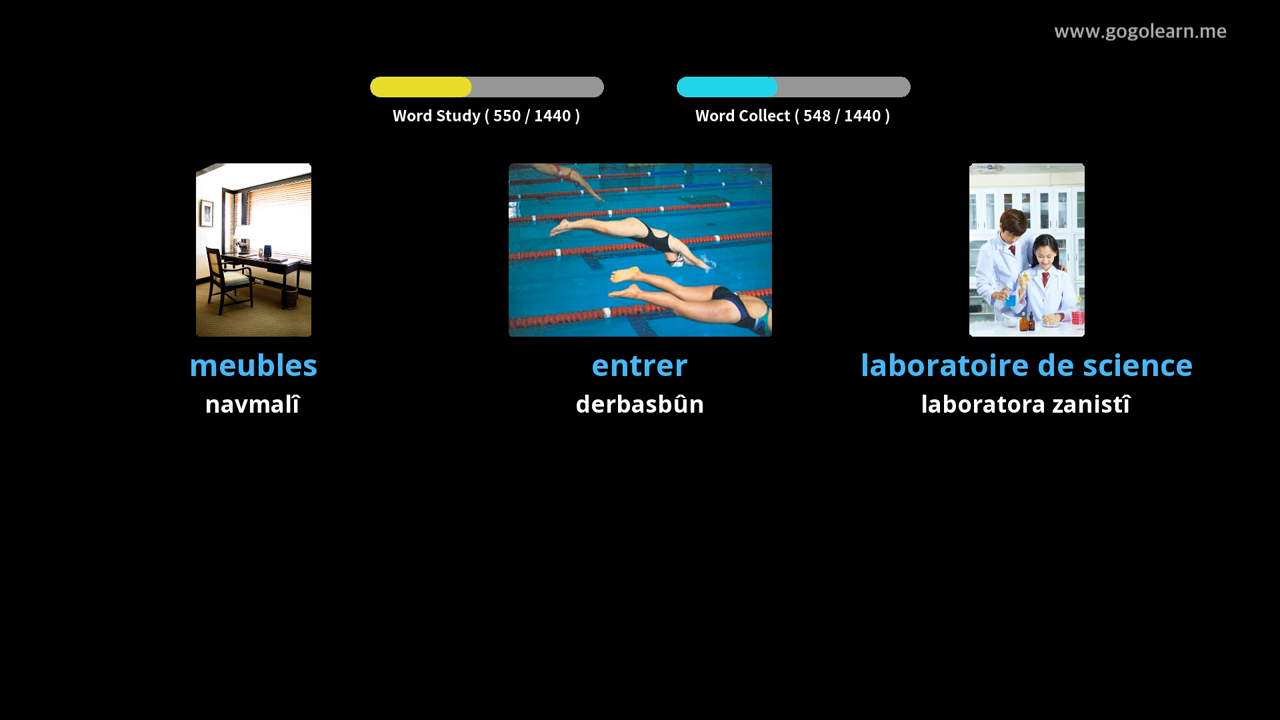 www.gogolearn.me
Word Study ( 550 / 1440 )
Word Collect ( 548 / 1440 )
meubles
navmalî
entrer
derbasbûn
laboratoire de science
laboratora zanistî